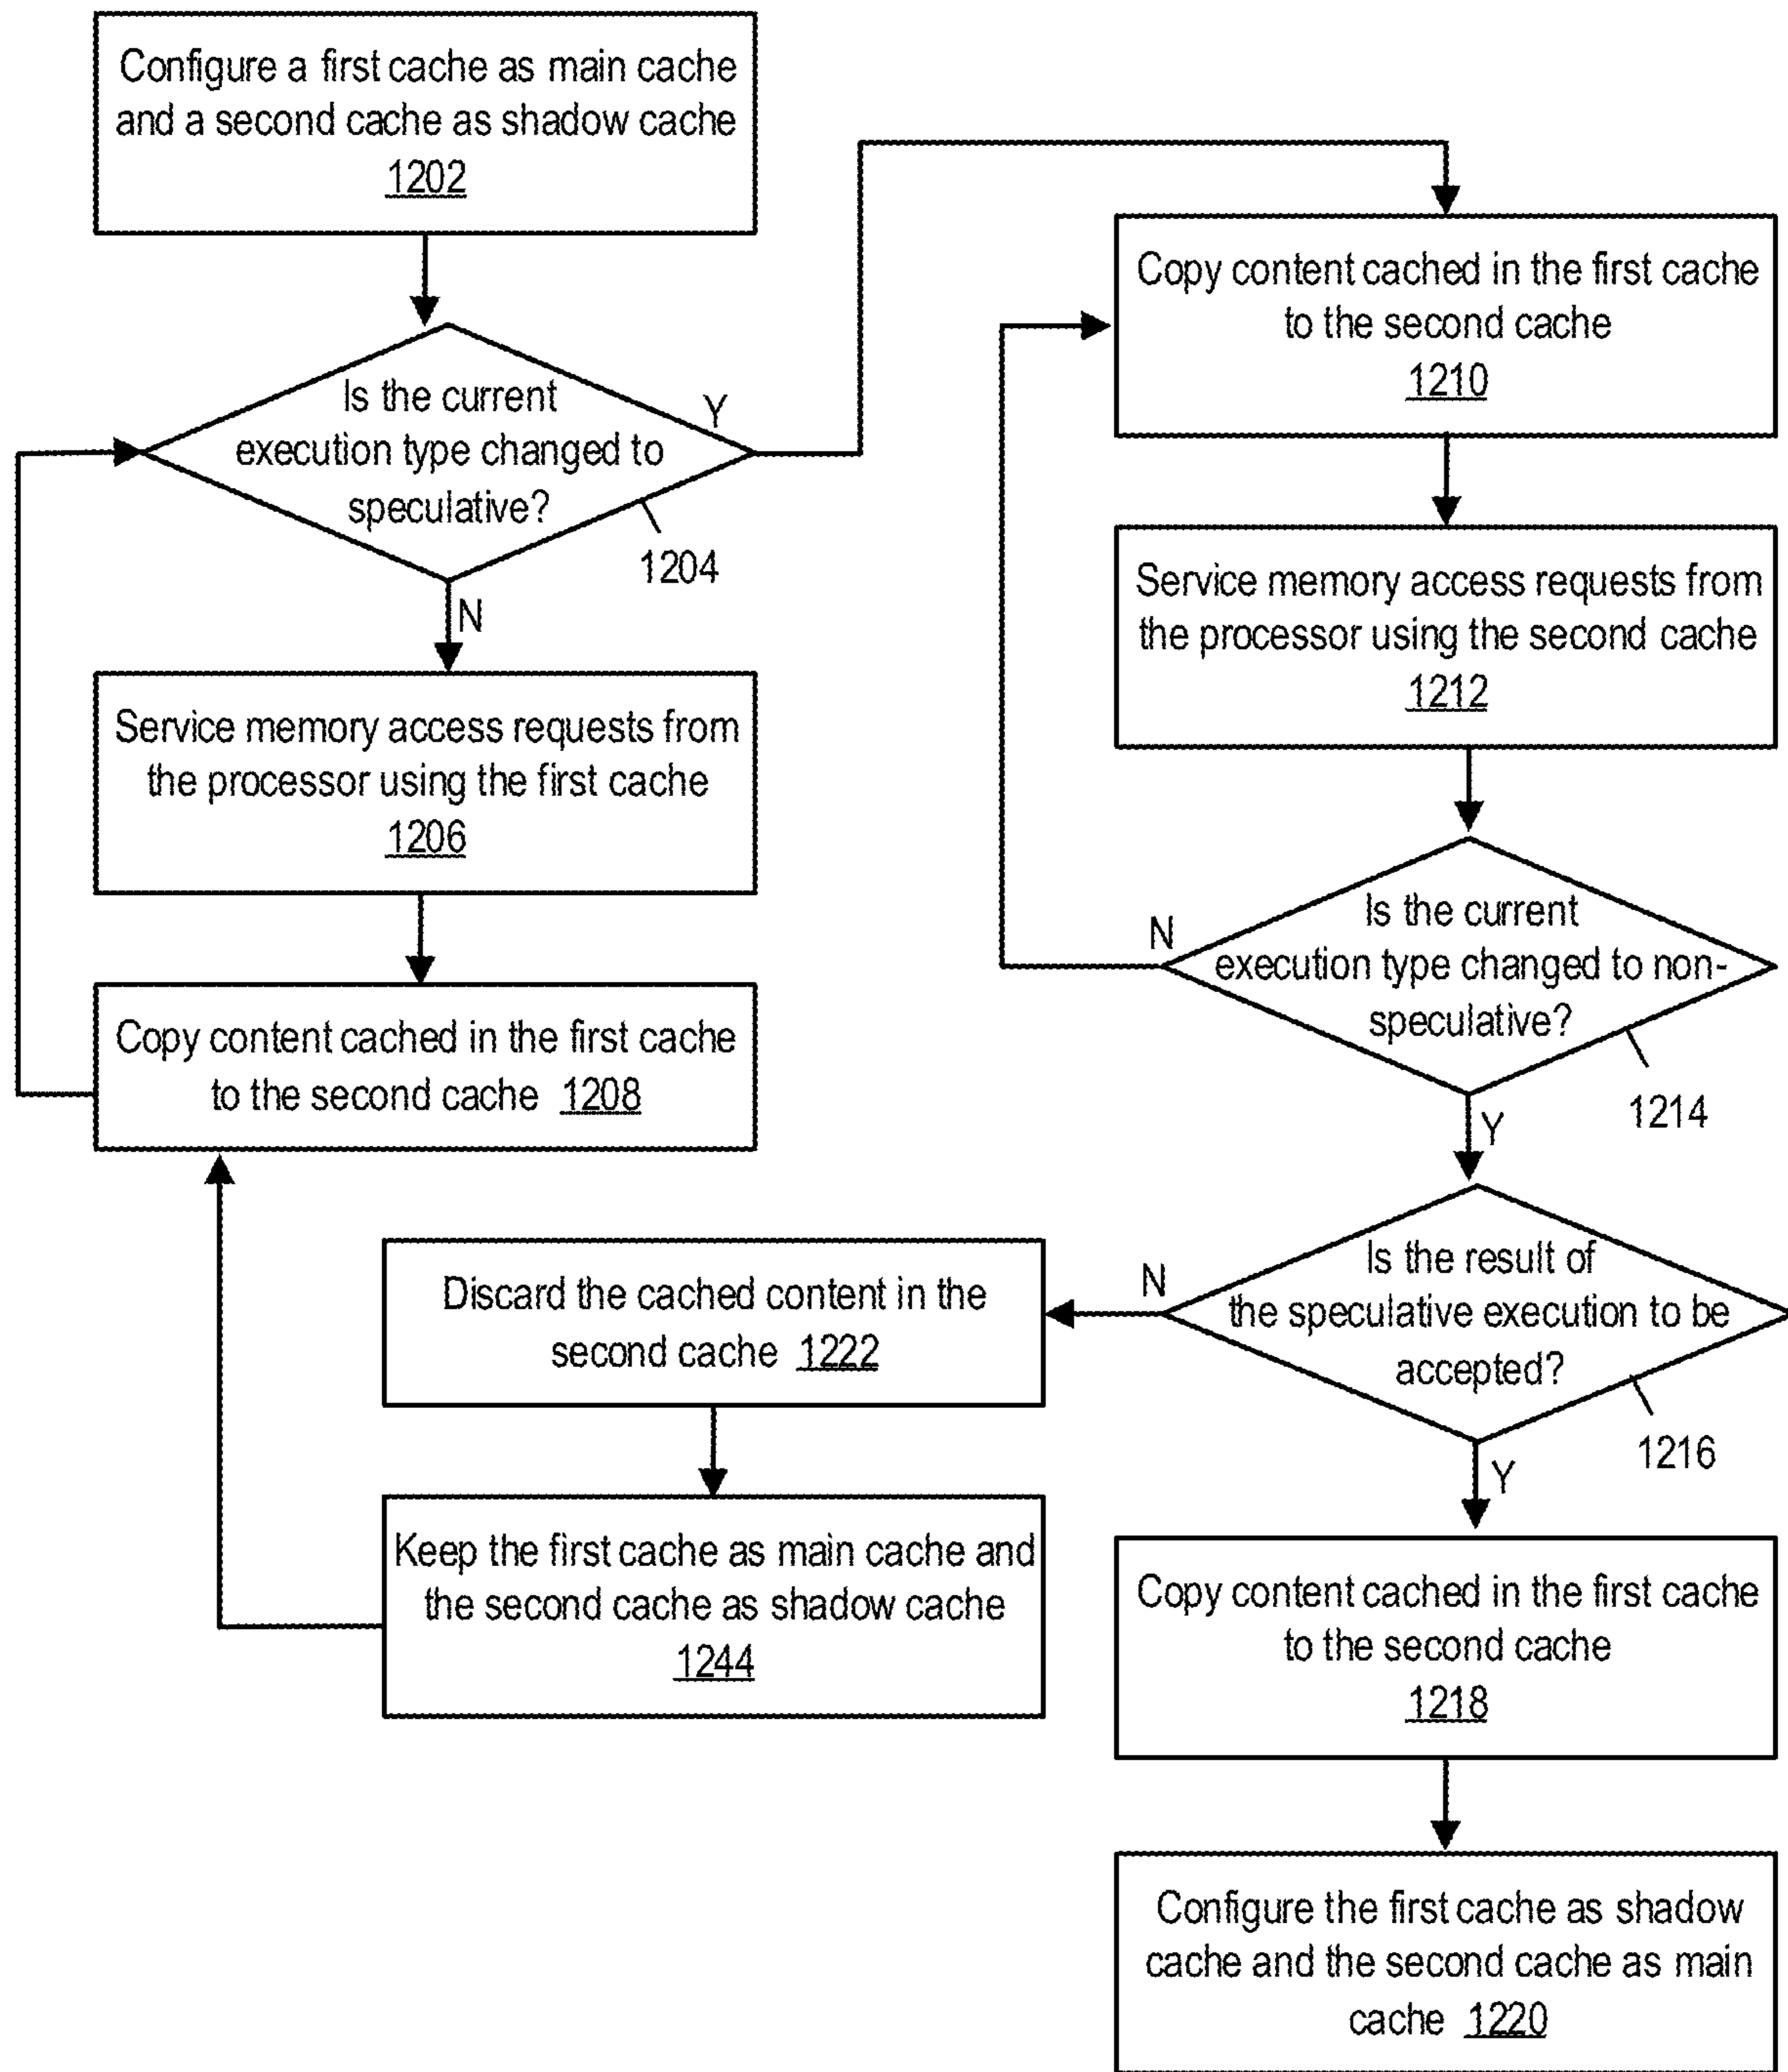 Configure a first cache as main cache
and a second cache as shadow cache
1202
Is the current
execution type changed to
speculative?
Y
1204
N
Service memory access requests from
the processor using the first cache
1206
Copy content cached in the first cache
to the second cache 1208
Copy content cached in the first cache
to the second cache
1210
Service memory access requests from
the processor using the second cache
1212
Is the current
execution type changed to non-
speculative?
N
1214
Y
Is the result of
the speculative execution to be
accepted?
N
1216
Y
Discard the cached content in the
second cache 1222
Keep the first cache as main cache and
the second cache as shadow cache
1244
Copy content cached in the first cache
to the second cache
1218
Configure the first cache as shadow
cache and the second cache as main
cache 1220